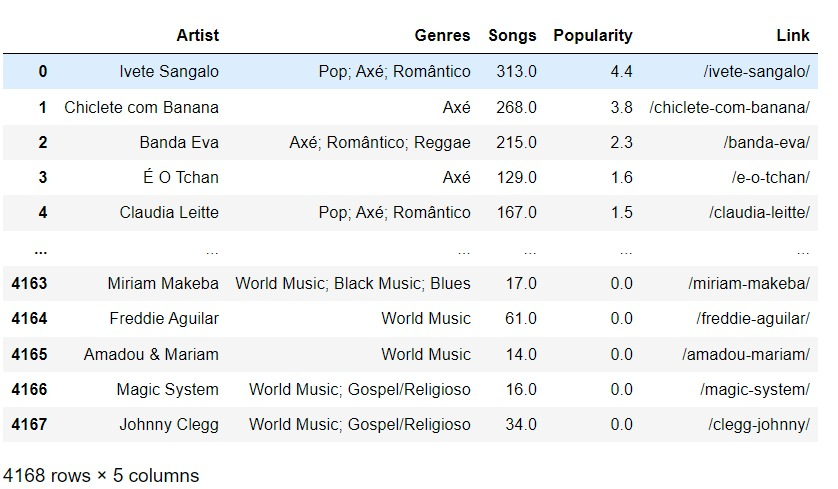 Artist Genres Songs Popularity Link
0 Ivete Sangalo Pop; Axé; Romântico 313.0 4.4 /ivete-sangalo/
1 Chiclete com Banana Axé 268.0 3.8 /chiclete-com-banana/
2 Banda Eva Axé; Romântico; Reggae 215.0 2.3 /banda-eva/
3 É O Tchan Axé 129.0 1.6 /e-o-tchan/
4 Claudia Leitte Pop; Axé; Romântico 167.0 1.5 /claudia-leitte/
... ... ... ... ... ...
4163 Miriam Makeba World Music; Black Music; Blues 17.0 0.0 /miriam-makeba/
4164 Freddie Aguilar World Music 61.0 0.0 /freddie-aguilar/
4165 Amadou & Mariam World Music 14.0 0.0 /amadou-mariam/
4166 Magic System World Music; Gospel/Religioso 16.0 0.0 /magic-system/
4167 Johnny Clegg World Music; Gospel/Religioso 34.0 0.0 /clegg-johnny/
4168 rows × 5 columns